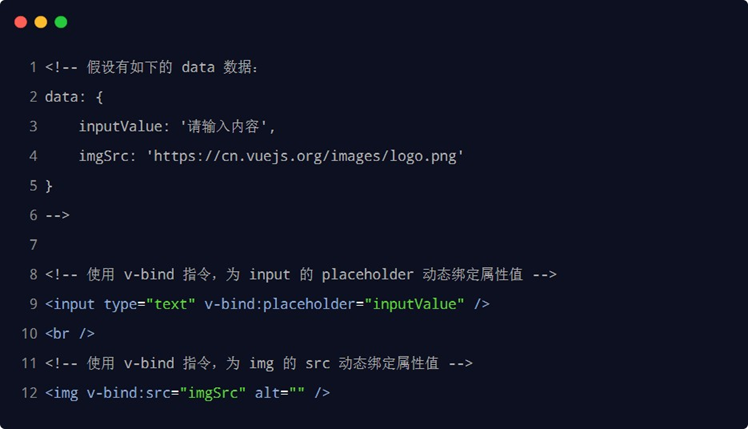 1 <!-- 假设有如下的 data 数据：
2 data: {
3     inputValue: '请输入内容',
4     imgSrc: 'https://cn.vuejs.org/images/logo.png'
5 }
6 -->
7
8 <!-- 使用 v-bind 指令，为 input 的 placeholder 动态绑定属性值 -->
9 <input type="text" v-bind:placeholder="inputValue" />
10 <br />
11 <!-- 使用 v-bind 指令，为 img 的 src 动态绑定属性值 -->
12 <img v-bind:src="imgSrc" alt="" />